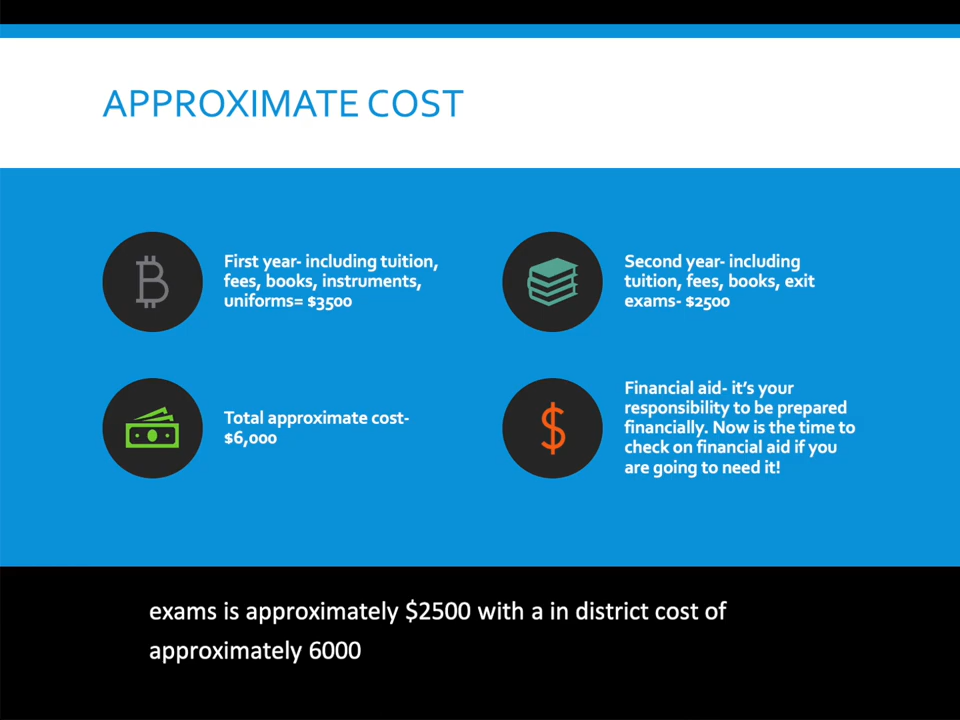 APPROXIMATE COST
First year- including tuition,
fees, books, instruments,
uniforms= $3500
Second year- including
tuition, fees, books, exit
exams- $2500
Total approximate cost-
$6,000
Financial aid- it's your
responsibility to be prepared
financially. Now is the time to
check on financial aid if you
are going to need it!
exams is approximately $2500 with a in district cost of
approximately 6000